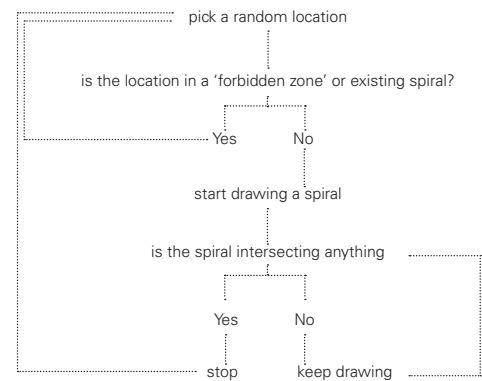 pick a random location
is the location in a ‘forbidden zone’ or existing spiral?
Yes No
start drawing a spiral
is the spiral intersecting anything
Yes No
stop keep drawing